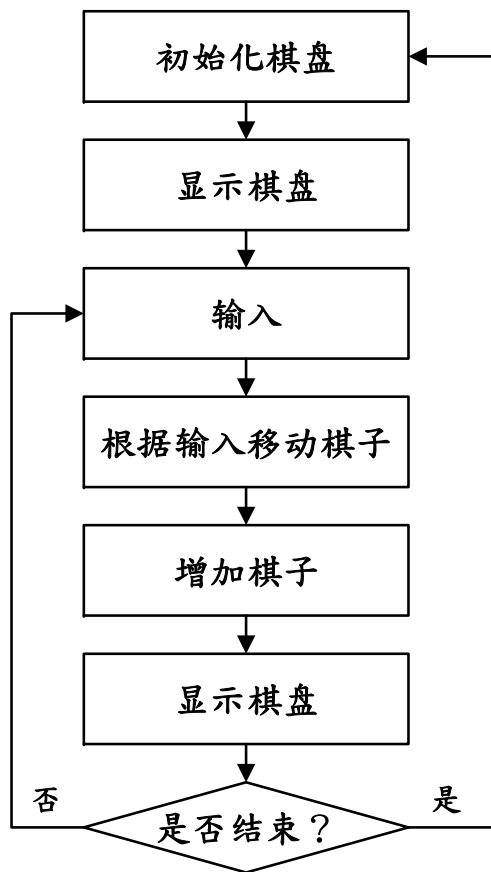 初始化棋盘
显示棋盘
输入
根据输入移动棋子
增加棋子
显示棋盘
否
是
是否结束？